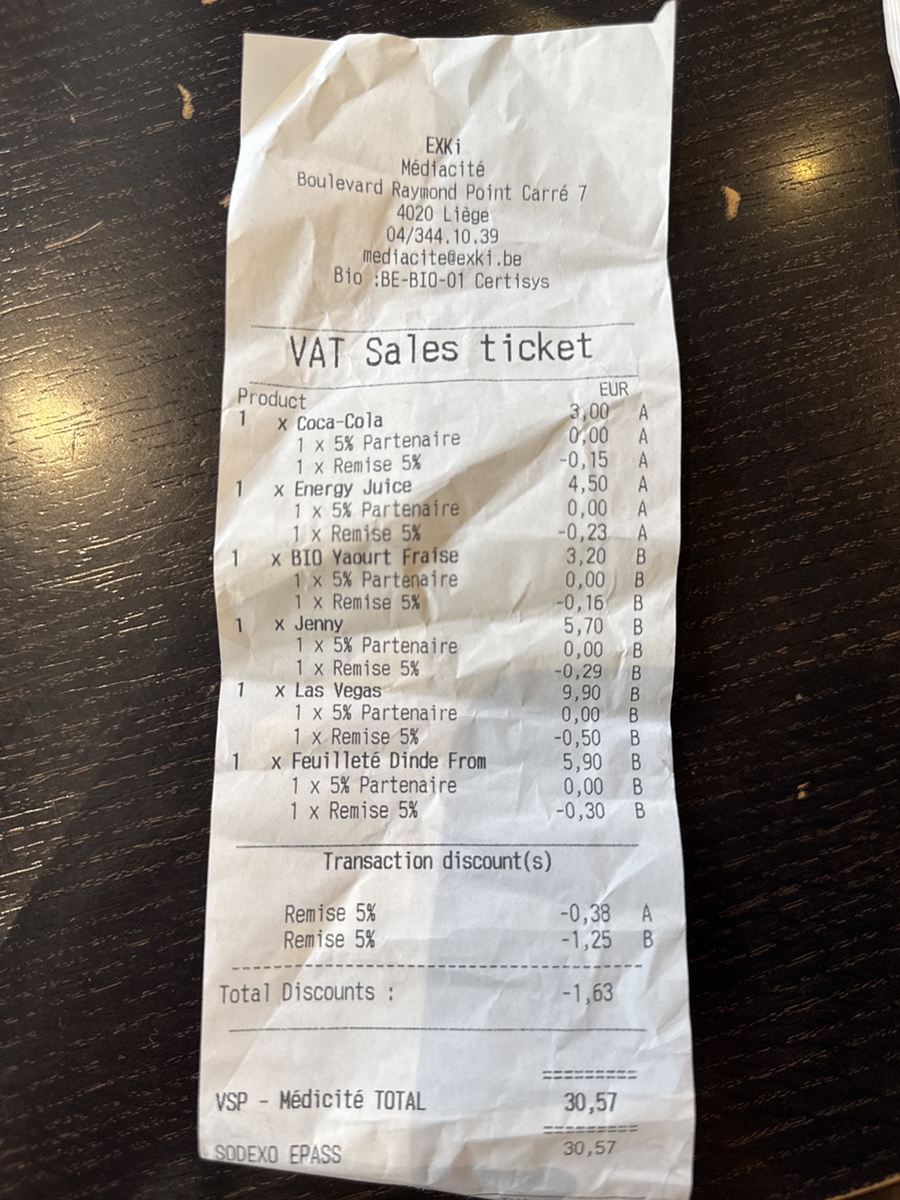 EXKi
Médiacité
Boulevard Raymond Point Carré 7
4020 Liège
04/344.10.39
mediacite@exki.be
Bio :BE-BIO-01 Certisys
VAT Sales ticket
Product EUR
1 x Coca-Cola 3,00 A
1 x 5% Partenaire 0,00 A
1 x Remise 5% -0,15 A
1 x Energy Juice 4,50 A
1 x 5% Partenaire 0,00 A
1 x Remise 5% -0,23 A
1 x BIO Yaourt Fraise 3,20 B
1 x 5% Partenaire 0,00 B
1 x Remise 5% -0,16 B
1 x Jenny 5,70 B
1 x 5% Partenaire 0,00 B
1 x Remise 5% -0,29 B
1 x Las Vegas 9,90 B
1 x 5% Partenaire 0,00 B
1 x Remise 5% -0,50 B
1 x Feuilleté Dinde From 5,90 B
1 x 5% Partenaire 0,00 B
1 x Remise 5% -0,30 B
Transaction discount(s)
Remise 5% -0,38 A
Remise 5% -1,25 B
Total Discounts : -1,63
VSP - Médicité TOTAL 30,57
SODEXO EPASS 30,57